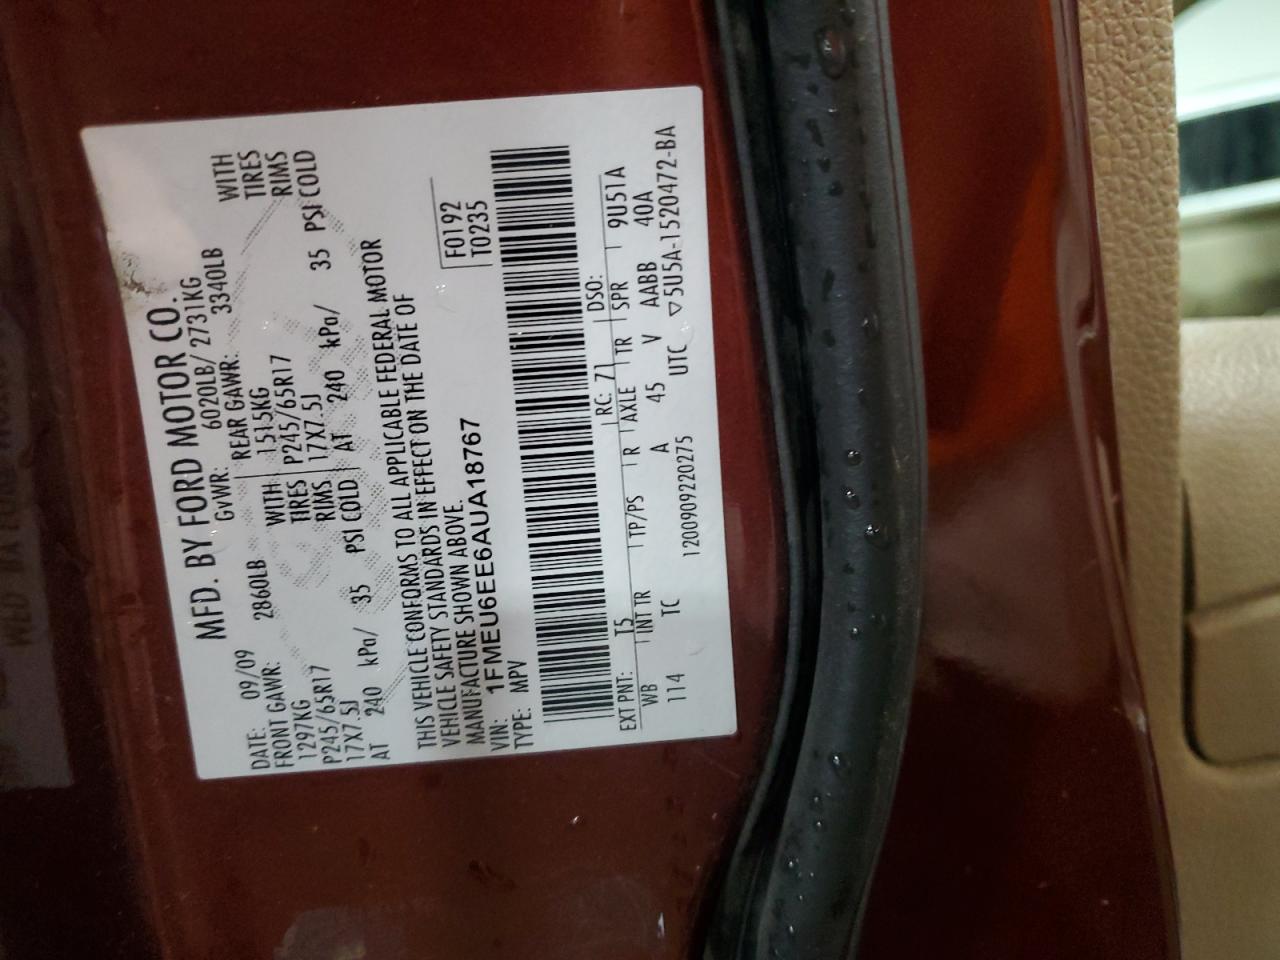 MFD. BY FORD MOTOR CO.
DATE: 09/09 GVWR: 6020LB/ 2731KG
FRONT GAWR: 2860LB REAR GAWR: 3340LB
1297KG WITH 1515KG WITH
P245/65R17 TIRES P245/65R17 TIRES
17X7.5J RIMS 17X7.5J RIMS
AT 240 kPa/ 35 PSI COLD AT 240 kPa/ 35 PSI COLD
THIS VEHICLE CONFORMS TO ALL APPLICABLE FEDERAL MOTOR
VEHICLE SAFETY STANDARDS IN EFFECT ON THE DATE OF
MANUFACTURE SHOWN ABOVE.
VIN: 1FMEU6EE6AUA18767 F0192
TYPE: MPV T0235
EXT PNT: T5 RC: 71 DSO:
WB INT TR TP/PS R AXLE TR SPR 9U51A
114 TC A 45 V AABB 40A
1200909220275 UTC ▽5U5A-1520472-BA